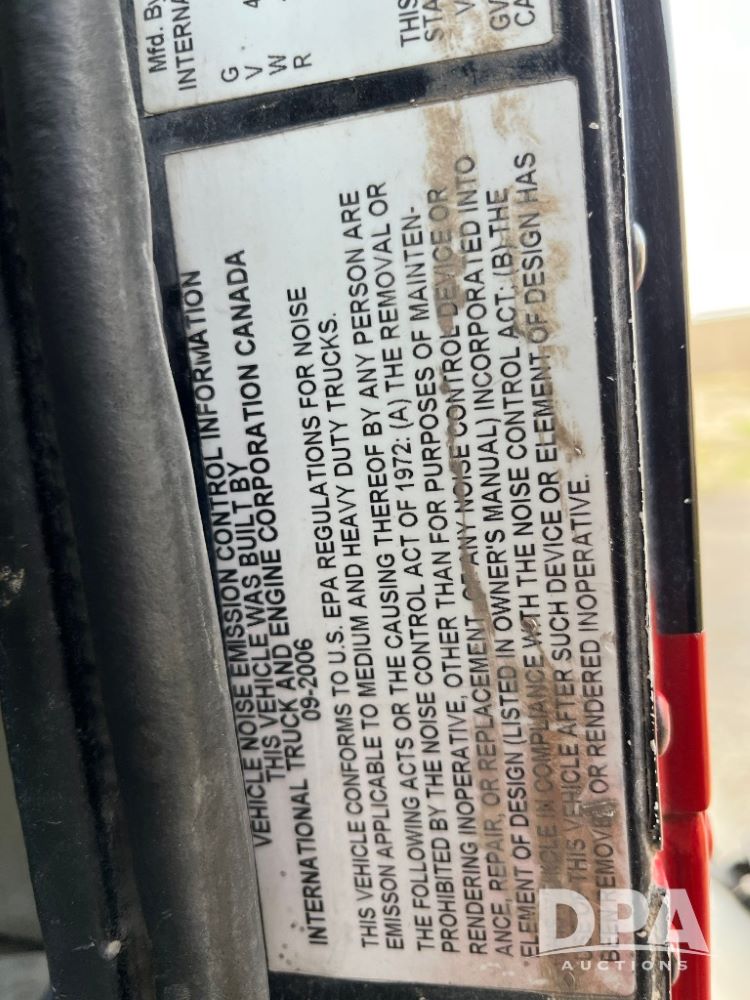 Mfd. By
INTERNA
G
V
W
R
THIS
STA
GV
CA
VEHICLE NOISE EMISSION CONTROL INFORMATION
THIS VEHICLE WAS BUILT BY
INTERNATIONAL TRUCK AND ENGINE CORPORATION CANADA
09-2006
THIS VEHICLE CONFORMS TO U.S. EPA REGULATIONS FOR NOISE
EMISSON APPLICABLE TO MEDIUM AND HEAVY DUTY TRUCKS.
THE FOLLOWING ACTS OR THE CAUSING THEREOF BY ANY PERSON ARE
PROHIBITED BY THE NOISE CONTROL ACT OF 1972: (A) THE REMOVAL OR
RENDERING INOPERATIVE, OTHER THAN FOR PURPOSES OF MAINTEN-
ANCE, REPAIR, OR REPLACEMENT, OF ANY NOISE CONTROL DEVICE OR
ELEMENT OF DESIGN (LISTED IN OWNER'S MANUAL) INCORPORATED INTO
VEHICLE IN COMPLIANCE WITH THE NOISE CONTROL ACT: (B) THE
THIS VEHICLE AFTER SUCH DEVICE OR ELEMENT OF DESIGN HAS
BEEN REMOVED OR RENDERED INOPERATIVE.
DPA
AUCTIONS